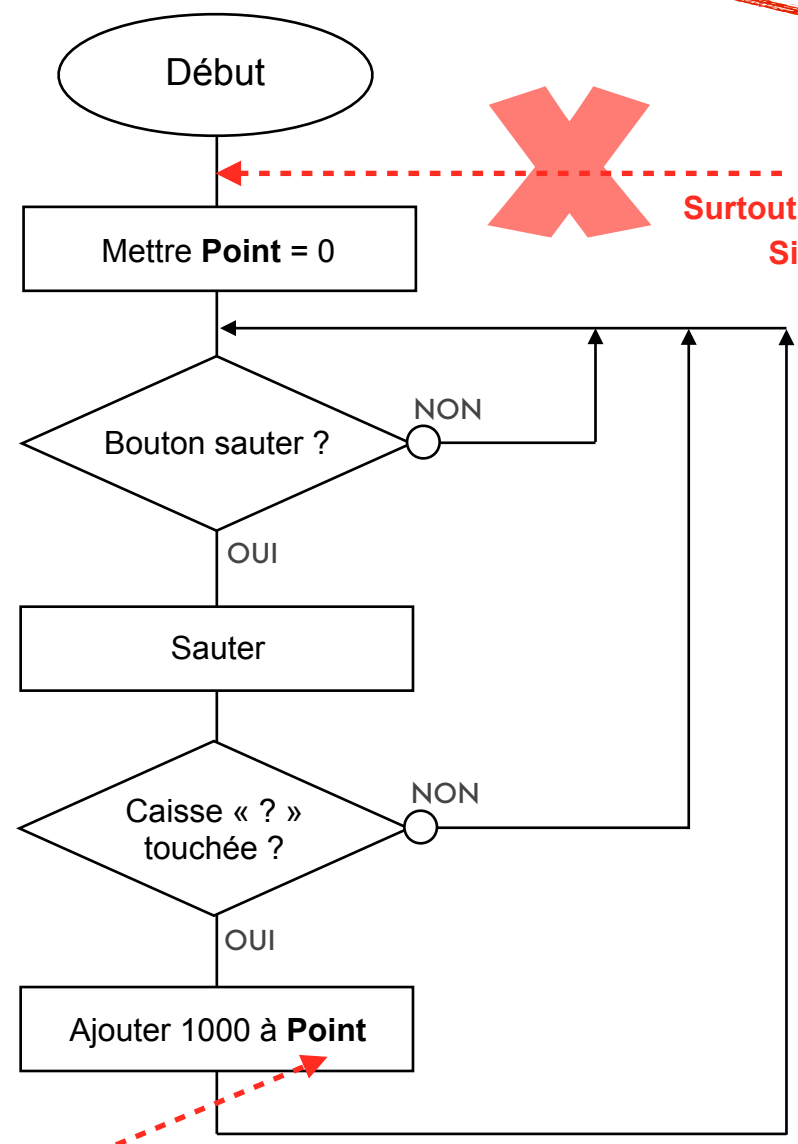 Début
Surtout
Si
Mettre Point = 0
NON
Bouton sauter ?
OUI
Sauter
NON
Caisse « ? »
touchée ?
OUI
Ajouter 1000 à Point